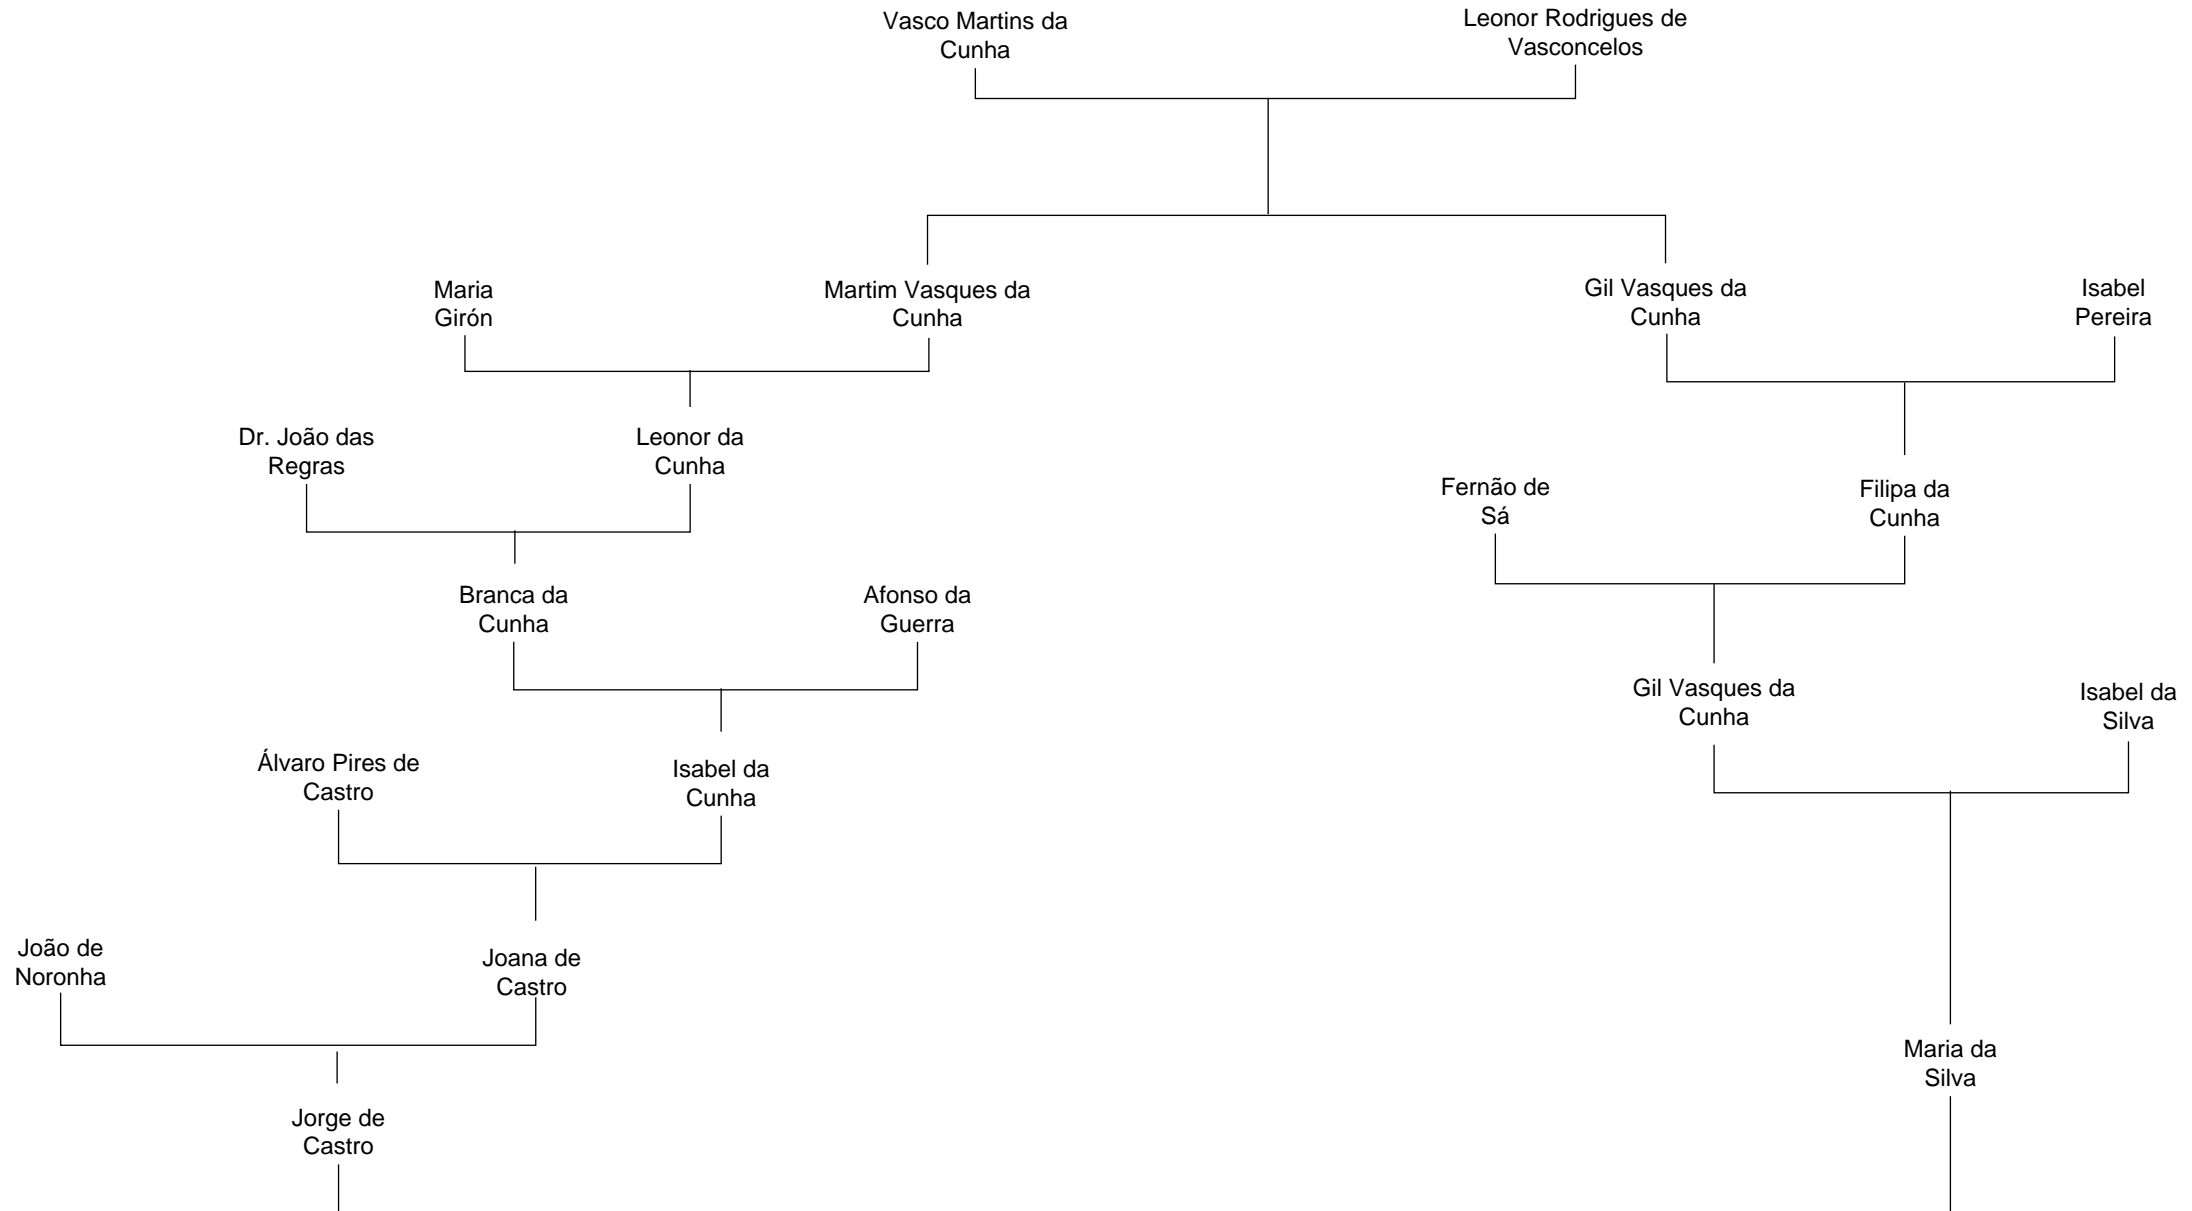 Vasco Martins da
Cunha
Leonor Rodrigues de
Vasconcelos
Maria
Girón
Martim Vasques da
Cunha
Gil Vasques da
Cunha
Isabel
Pereira
Dr. João das
Regras
Leonor da
Cunha
Fernão de
Sá
Filipa da
Cunha
Branca da
Cunha
Afonso da
Guerra
Gil Vasques da
Cunha
Isabel da
Silva
Álvaro Pires de
Castro
Isabel da
Cunha
João de
Noronha
Joana de
Castro
Maria da
Silva
Jorge de
Castro